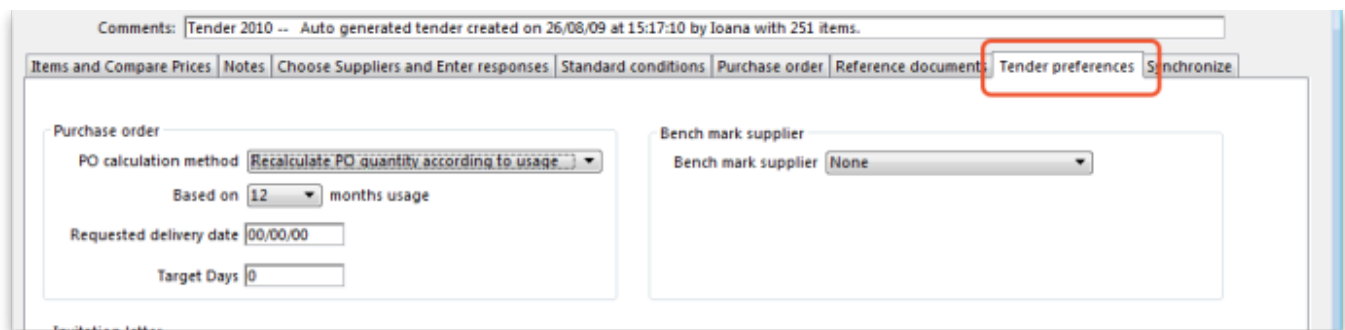 Comments: Tender 2010 -- Auto generated tender created on 26/08/09 at 15:17:10 by Ioana with 251 items.
Items and Compare Prices Notes Choose Suppliers and Enter responses Standard conditions Purchase order Reference documents Tender preferences Synchronize
Purchase order
PO calculation method Recalculate PO quantity according to usage
Based on 12 months usage
Requested delivery date 00/00/00
Target Days 0
Bench mark supplier
Bench mark supplier None
Invitation letter